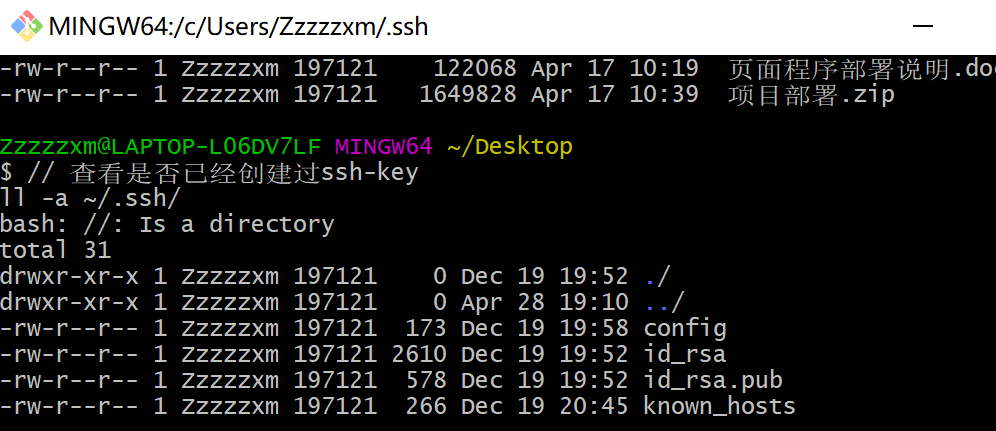 MINGW64:/c/Users/Zzzzzxm/.ssh
-rw-r--r-- 1 Zzzzzxm 197121 122068 Apr 17 10:19 页面程序部署说明.doc
-rw-r--r-- 1 Zzzzzxm 197121 1649828 Apr 17 10:39 项目部署.zip
Zzzzzxm@LAPTOP-L06DV7LF MINGW64 ~/Desktop
$ // 查看是否已经创建过ssh-key
ll -a ~/.ssh/
bash: //: Is a directory
total 31
drwxr-xr-x 1 Zzzzzxm 197121 0 Dec 19 19:52 ./
drwxr-xr-x 1 Zzzzzxm 197121 0 Apr 28 19:10 ../
-rw-r--r-- 1 Zzzzzxm 197121 173 Dec 19 19:58 config
-rw-r--r-- 1 Zzzzzxm 197121 2610 Dec 19 19:52 id_rsa
-rw-r--r-- 1 Zzzzzxm 197121 578 Dec 19 19:52 id_rsa.pub
-rw-r--r-- 1 Zzzzzxm 197121 266 Dec 19 20:45 known_hosts